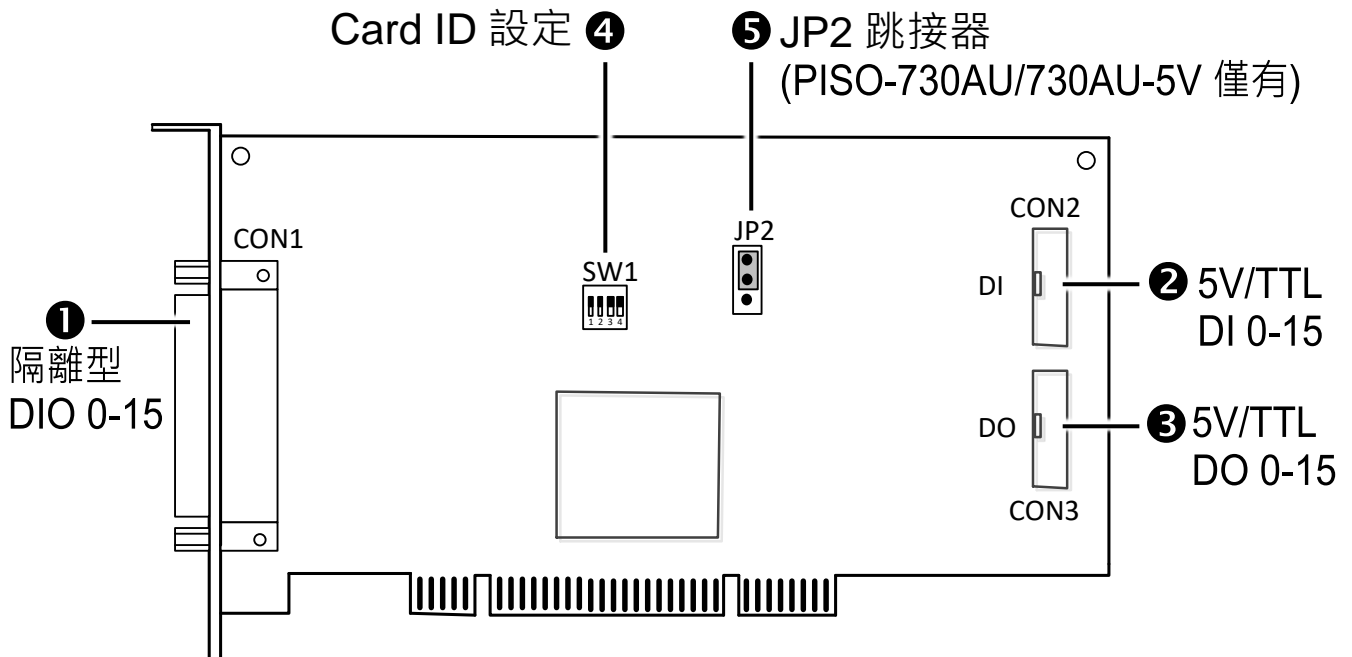 Card ID 設定 ❹
❺ JP2 跳接器
(PISO-730AU/730AU-5V 僅有)
CON1
SW1
1 2 3 4
JP2
CON2
DI
❷ 5V/TTL
DI 0-15
❶
隔離型
DIO 0-15
DO
❸ 5V/TTL
DO 0-15
CON3